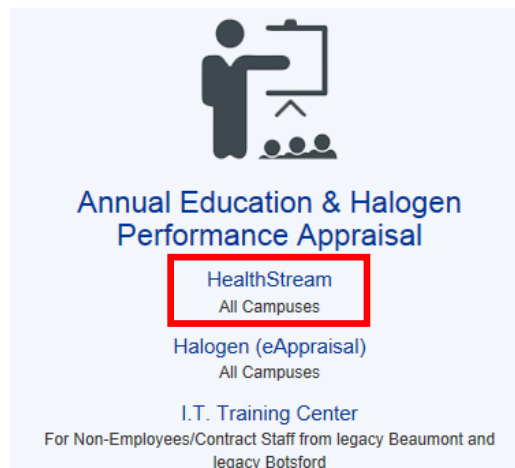 Annual Education & Halogen
Performance Appraisal
HealthStream
All Campuses
Halogen (eAppraisal)
All Campuses
I.T. Training Center
For Non-Employees/Contract Staff from legacy Beaumont and
legacy Botsford